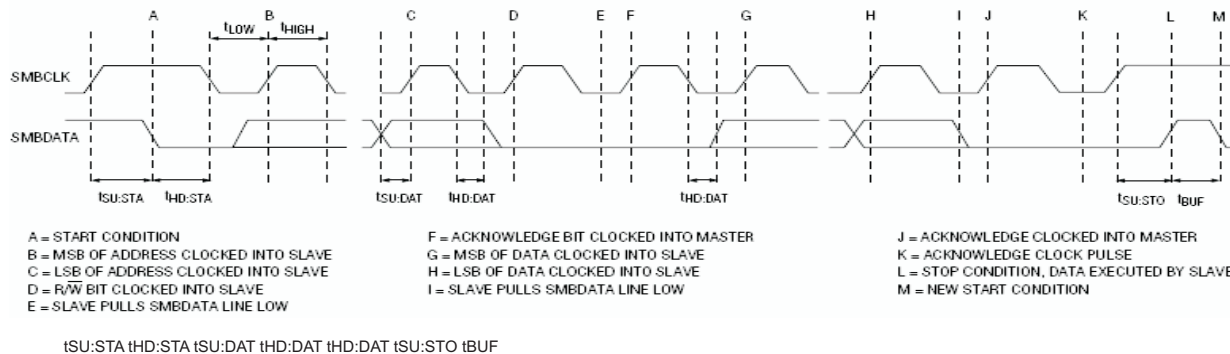 A B C D E F G H I J K L M
tLOW tHIGH
SMBCLK
SMBDATA
tSU:STA tHD:STA tSU:DAT tHD:DAT tHD:DAT tSU:STO tBUF
A = START CONDITION
B = MSB OF ADDRESS CLOCKED INTO SLAVE
C = LSB OF ADDRESS CLOCKED INTO SLAVE
D = R/W̅ BIT CLOCKED INTO SLAVE
E = SLAVE PULLS SMBDATA LINE LOW
F = ACKNOWLEDGE BIT CLOCKED INTO MASTER
G = MSB OF DATA CLOCKED INTO SLAVE
H = LSB OF DATA CLOCKED INTO SLAVE
I = SLAVE PULLS SMBDATA LINE LOW
J = ACKNOWLEDGE CLOCKED INTO MASTER
K = ACKNOWLEDGE CLOCK PULSE
L = STOP CONDITION, DATA EXECUTED BY SLAVE
M = NEW START CONDITION
tSU:STA tHD:STA tSU:DAT tHD:DAT tHD:DAT tSU:STO tBUF